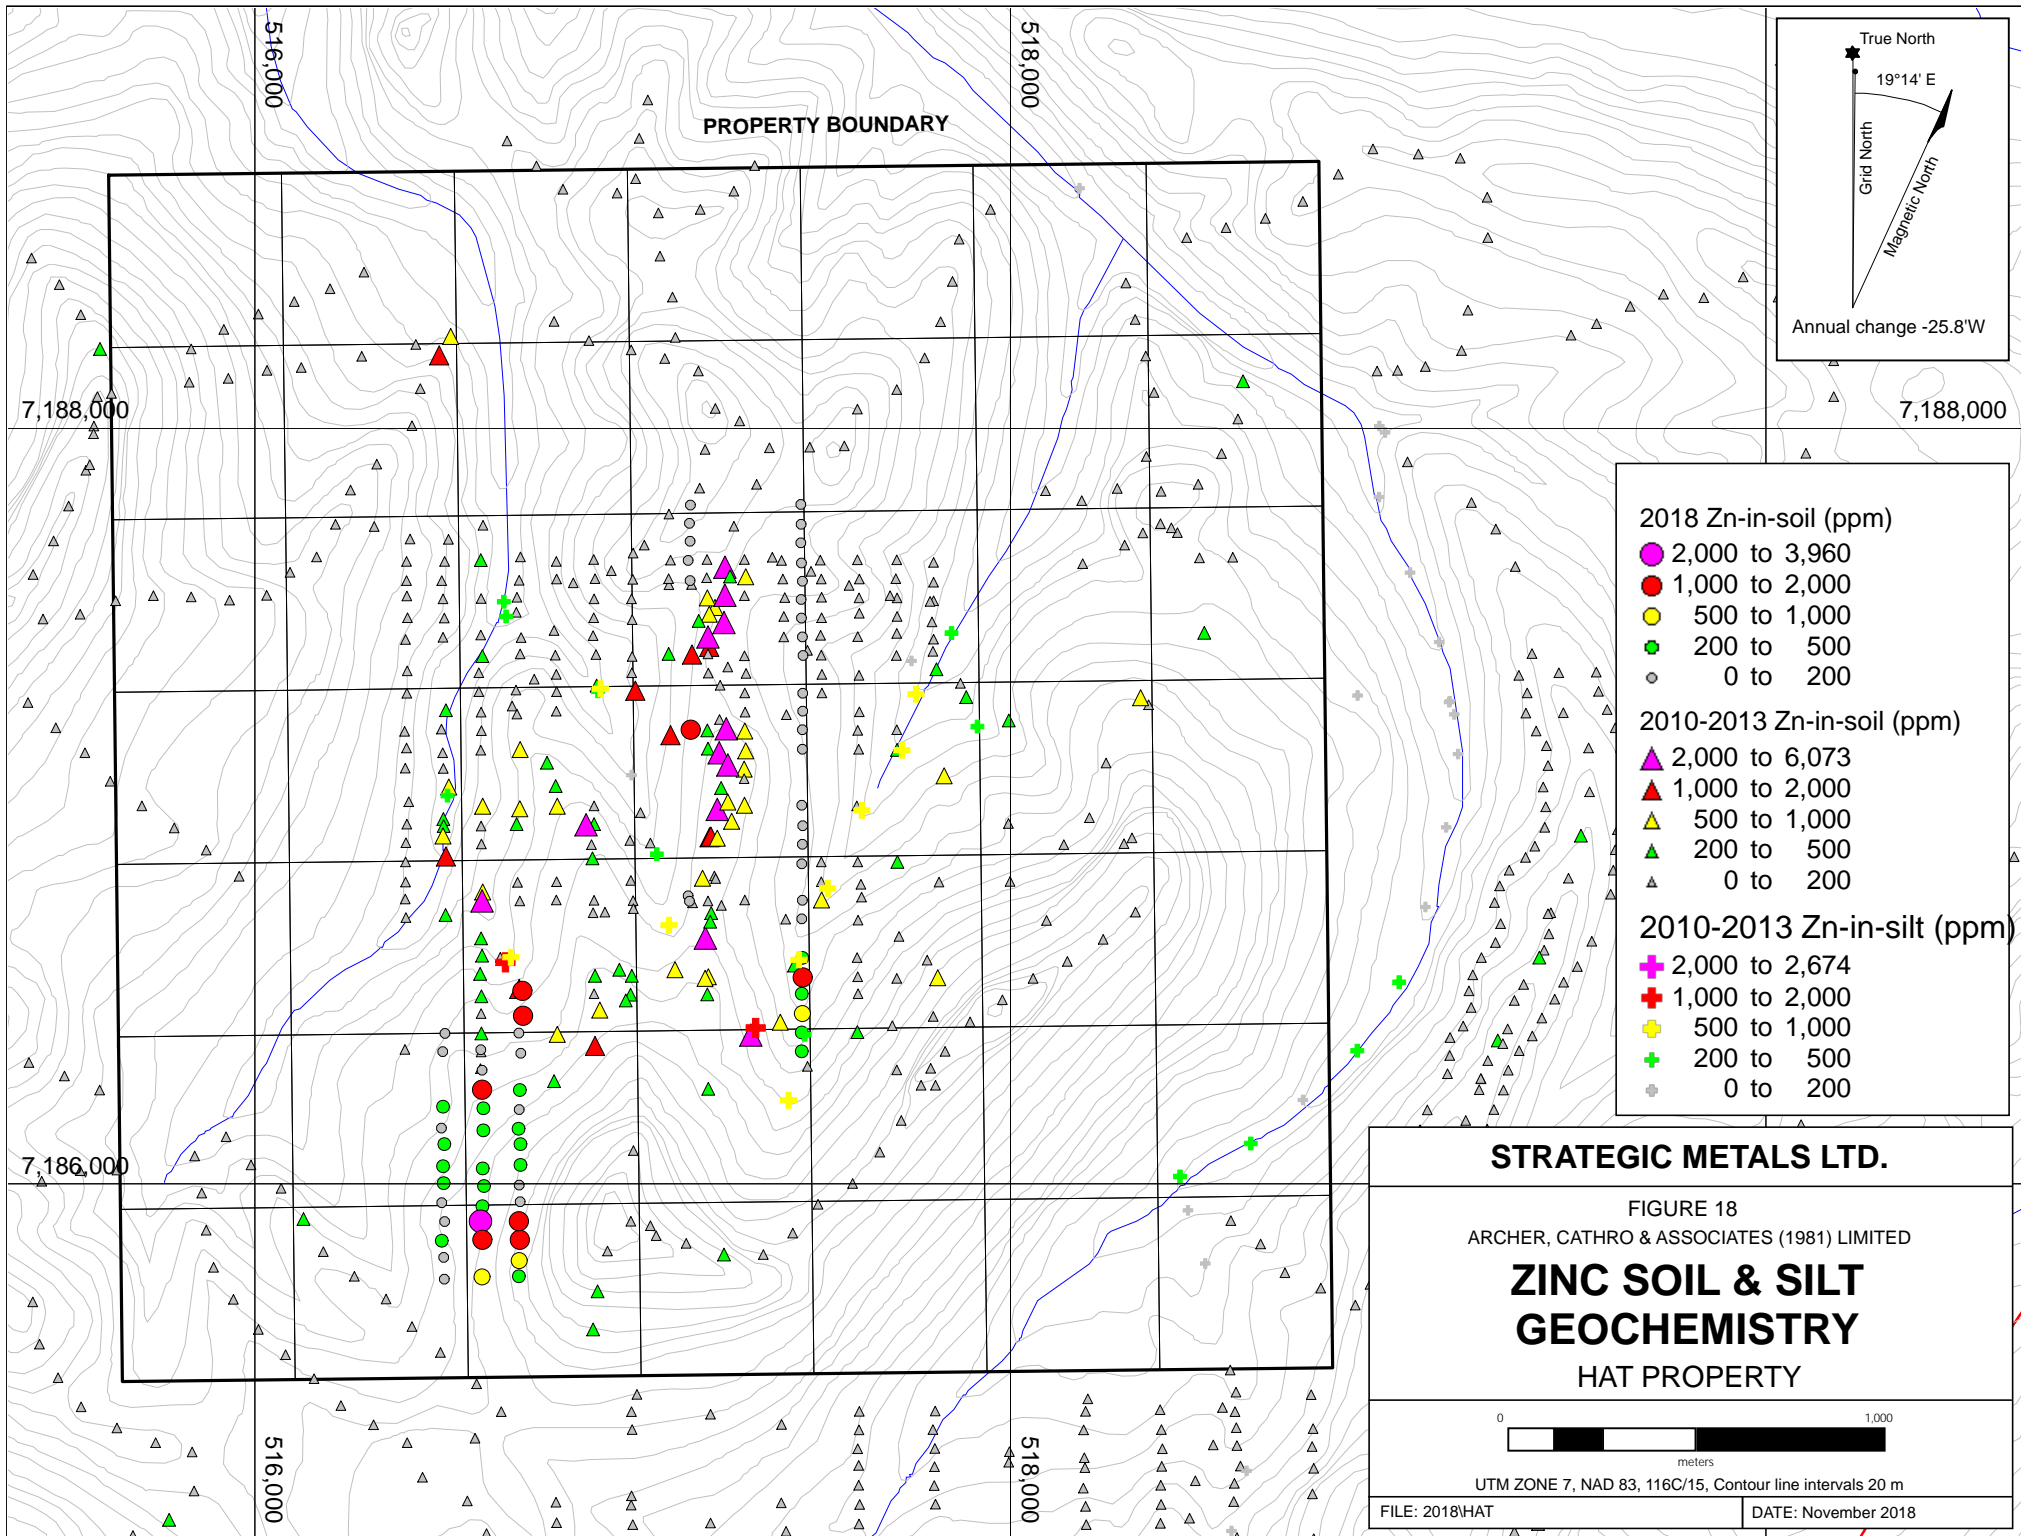 516,000
518,000
PROPERTY BOUNDARY
True North
19°14' E
Grid North
Magnetic North
Annual change -25.8'W
7,188,000
7,188,000
2018 Zn-in-soil (ppm)
2,000 to 3,960
1,000 to 2,000
500 to 1,000
200 to 500
0 to 200
2010-2013 Zn-in-soil (ppm)
2,000 to 6,073
1,000 to 2,000
500 to 1,000
200 to 500
0 to 200
2010-2013 Zn-in-silt (ppm)
2,000 to 2,674
1,000 to 2,000
500 to 1,000
200 to 500
0 to 200
7,186,000
STRATEGIC METALS LTD.
FIGURE 18
ARCHER, CATHRO & ASSOCIATES (1981) LIMITED
ZINC SOIL & SILT
GEOCHEMISTRY
HAT PROPERTY
0 1,000
meters
UTM ZONE 7, NAD 83, 116C/15, Contour line intervals 20 m
FILE: 2018\HAT
DATE: November 2018
516,000
518,000